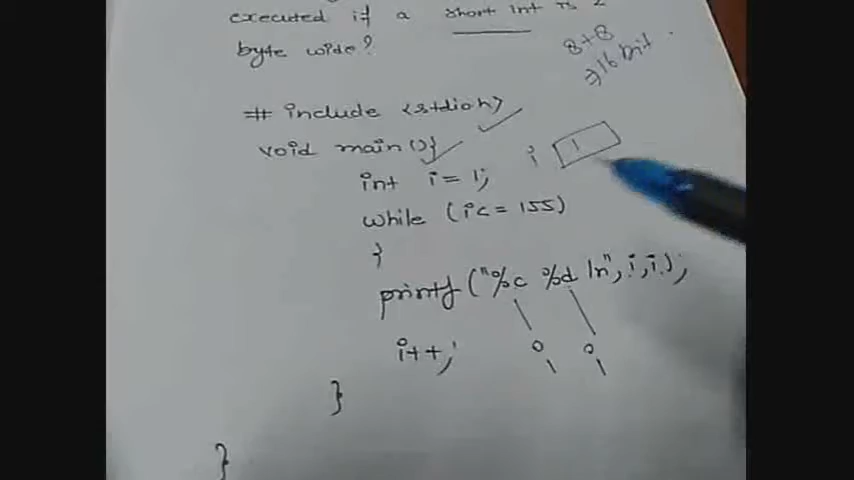 executed if a short int is 2
byte wide?
8+8
⇒ 16 bit
# include <stdioh>
void main(){
int i= 1;
i 1
while (i<= 155)
{
printf("%c %d \n", i, i);
i++;
}
}